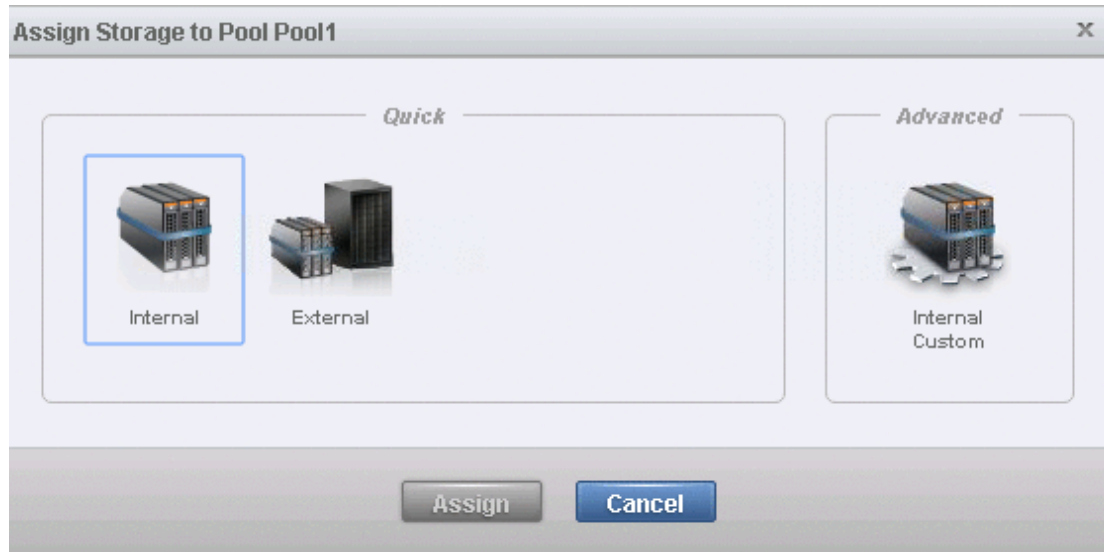 Assign Storage to Pool Pool1 x
Quick
Advanced
Internal
External
Internal
Custom
Assign
Cancel